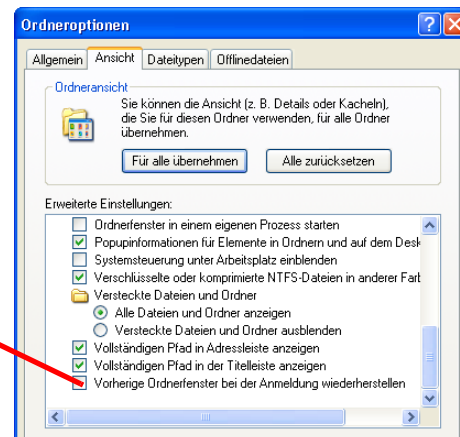 Ordneroptionen
Allgemein Ansicht Dateitypen Offlinedateien
Ordneransicht
Sie können die Ansicht (z. B. Details oder Kacheln),
die Sie für diesen Ordner verwenden, für alle Ordner
übernehmen.
Für alle übernehmen Alle zurücksetzen
Erweiterte Einstellungen:
Ordnerfenster in einem eigenen Prozess starten
Popupinformationen für Elemente in Ordnern und auf dem Desk
Systemsteuerung unter Arbeitsplatz einblenden
Verschlüsselte oder komprimierte NTFS-Dateien in anderer Farb
Versteckte Dateien und Ordner
Alle Dateien und Ordner anzeigen
Versteckte Dateien und Ordner ausblenden
Vollständigen Pfad in Adressleiste anzeigen
Vollständigen Pfad in der Titelleiste anzeigen
Vorherige Ordnerfenster bei der Anmeldung wiederherstellen